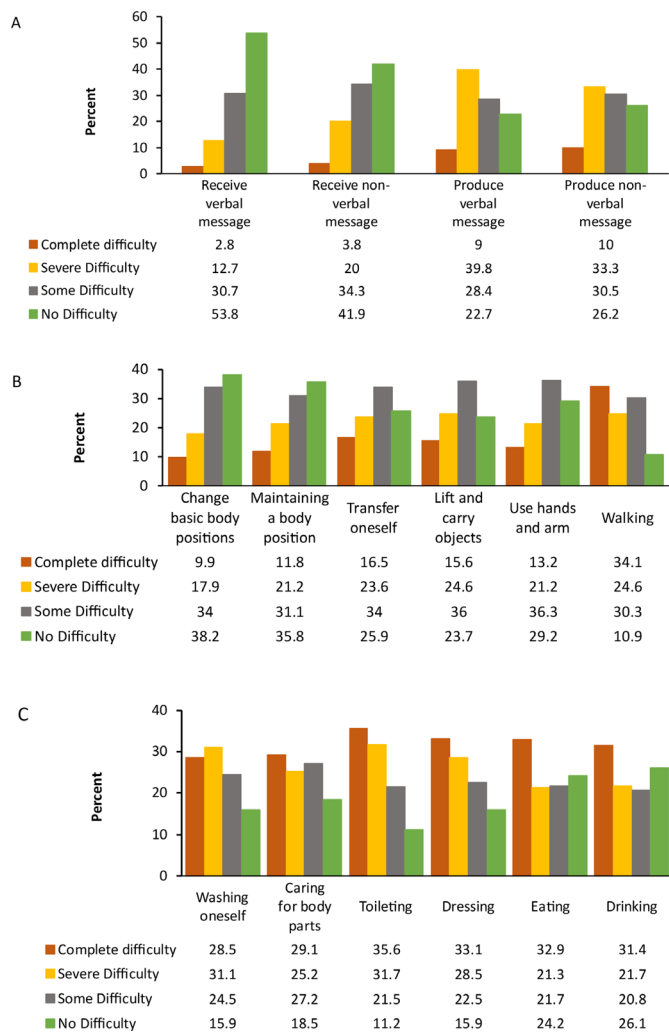 A
60
50
40
30
20
10
0
Percent
Receive verbal message
Receive non-verbal message
Produce verbal message
Produce non-verbal message
Complete difficulty 2.8 3.8 9 10
Severe Difficulty 12.7 20 39.8 33.3
Some Difficulty 30.7 34.3 28.4 30.5
No Difficulty 53.8 41.9 22.7 26.2
B
40
30
20
10
0
Percent
Change basic body positions
Maintaining a body position
Transfer oneself
Lift and carry objects
Use hands and arm
Walking
Complete difficulty 9.9 11.8 16.5 15.6 13.2 34.1
Severe Difficulty 17.9 21.2 23.6 24.6 21.2 24.6
Some Difficulty 34 31.1 34 36 36.3 30.3
No Difficulty 38.2 35.8 25.9 23.7 29.2 10.9
C
40
30
20
10
0
Percent
Washing oneself
Caring for body parts
Toileting
Dressing
Eating
Drinking
Complete difficulty 28.5 29.1 35.6 33.1 32.9 31.4
Severe Difficulty 31.1 25.2 31.7 28.5 21.3 21.7
Some Difficulty 24.5 27.2 21.5 22.5 21.7 20.8
No Difficulty 15.9 18.5 11.2 15.9 24.2 26.1